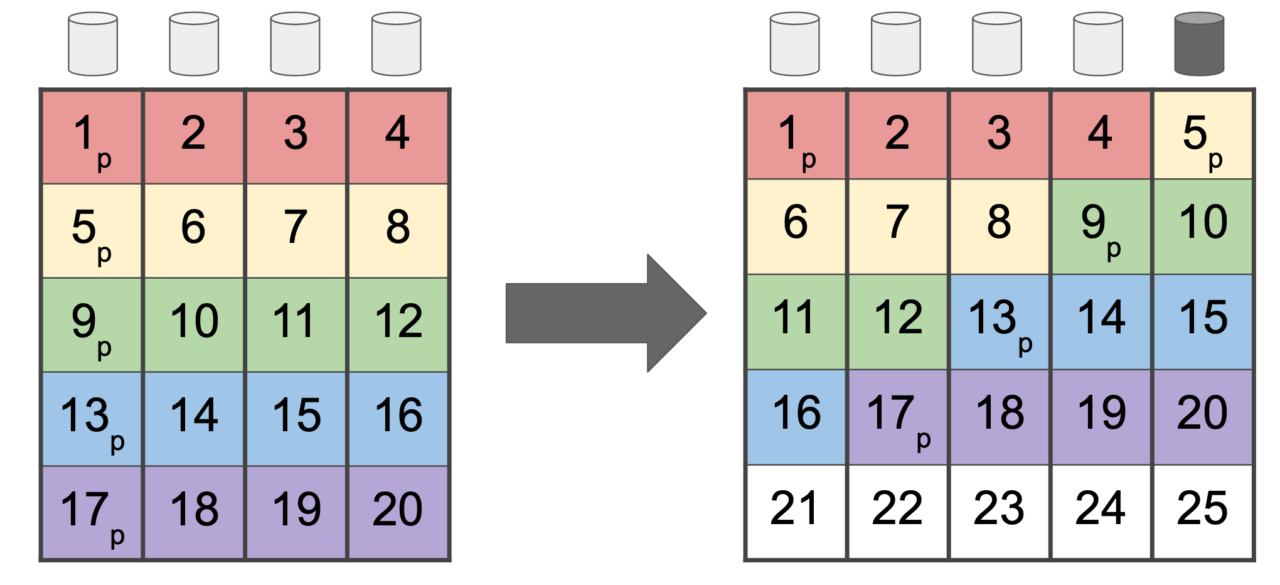 1p 2 3 4
5p 6 7 8
9p 10 11 12
13p 14 15 16
17p 18 19 20
1p 2 3 4 5p
6 7 8 9p 10
11 12 13p 14 15
16 17p 18 19 20
21 22 23 24 25